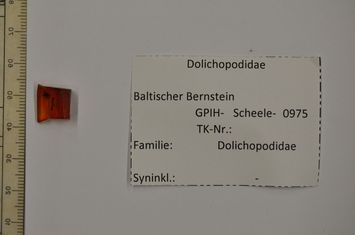 Dolichopodidae
Baltischer Bernstein
GPIH- Scheele- 0975
TK-Nr.:
Familie: Dolichopodidae
Syninkl.: -